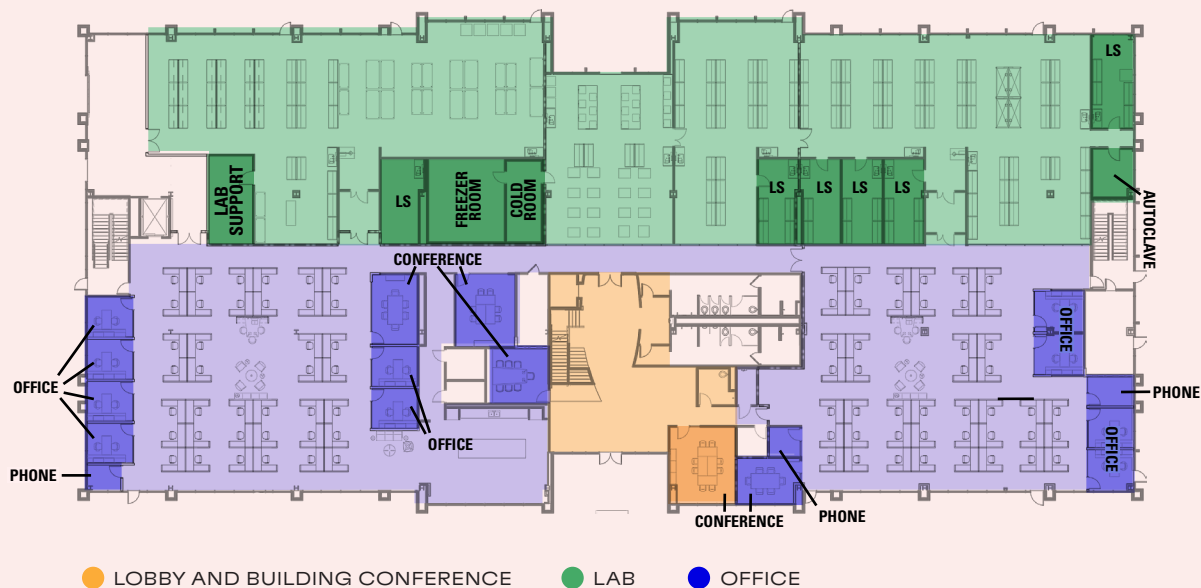 LS
LAB
SUPPORT
LS
FREEZER
ROOM
COLD
ROOM
LS
LS
LS
LS
AUTOCLAVE
CONFERENCE
OFFICE
OFFICE
PHONE
OFFICE
PHONE
OFFICE
PHONE
CONFERENCE
LOBBY AND BUILDING CONFERENCE
LAB
OFFICE